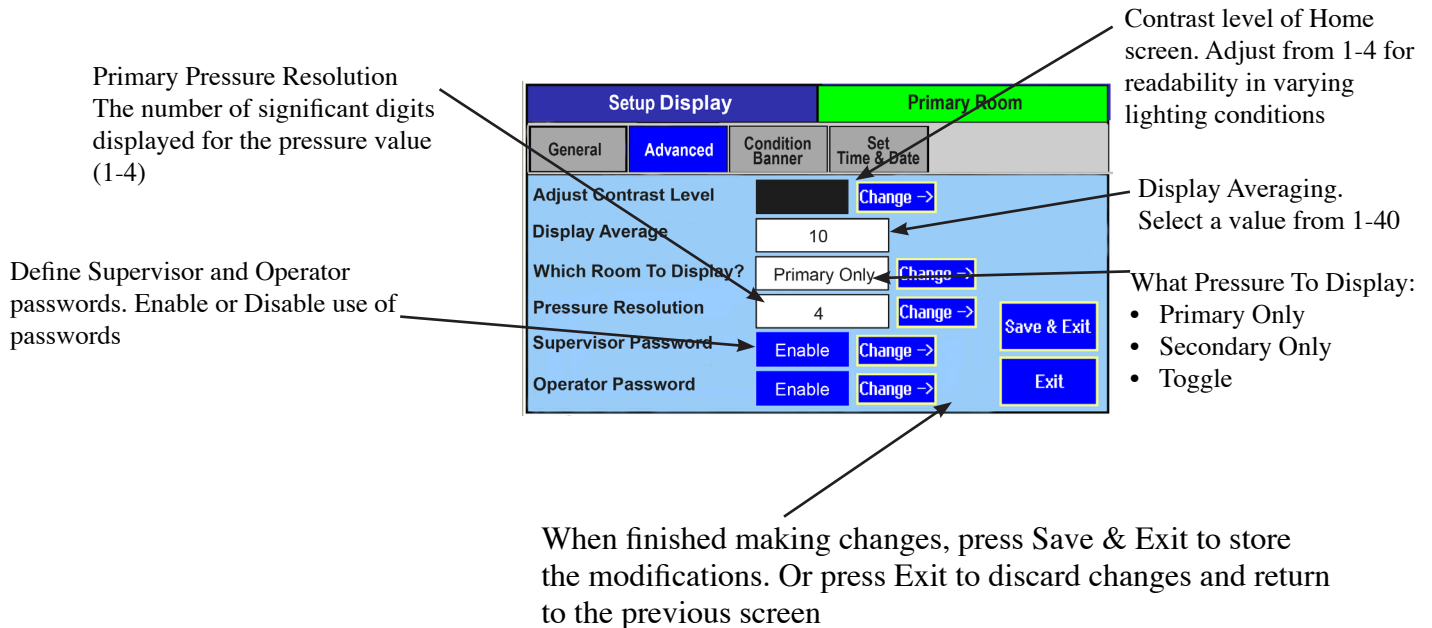 Contrast level of Home
screen. Adjust from 1-4 for
readability in varying
lighting conditions
Primary Pressure Resolution
The number of significant digits
displayed for the pressure value
(1-4)
Setup Display
Primary Room
General
Advanced
Condition
Banner
Set
Time & Date
Adjust Contrast Level
Change ->
Display Average
10
Display Averaging.
Select a value from 1-40
Which Room To Display?
Primary Only
Change ->
Define Supervisor and Operator
passwords. Enable or Disable use of
passwords
What Pressure To Display:
• Primary Only
• Secondary Only
• Toggle
Pressure Resolution
4
Change ->
Save & Exit
Supervisor Password
Enable
Change ->
Operator Password
Enable
Change ->
Exit
When finished making changes, press Save & Exit to store
the modifications. Or press Exit to discard changes and return
to the previous screen